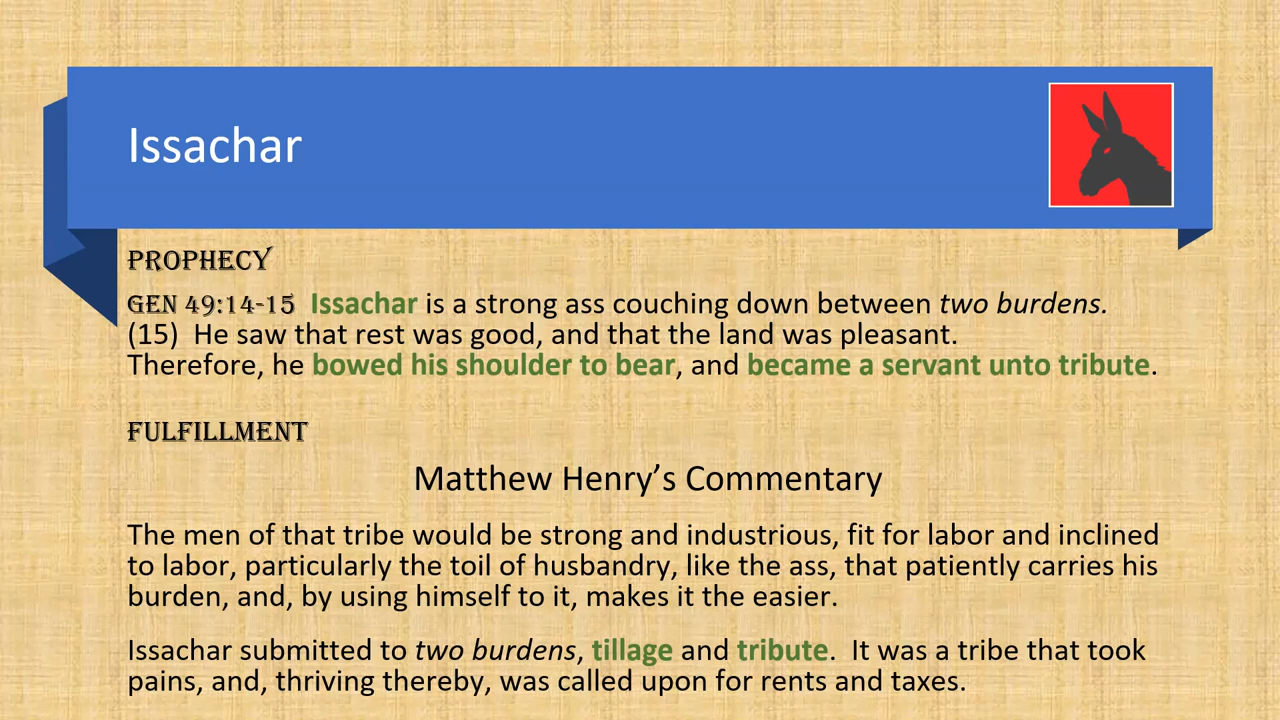 Issachar
PROPHECY
GEN 49:14-15  Issachar is a strong ass couching down between two burdens.
(15)  He saw that rest was good, and that the land was pleasant.
Therefore, he bowed his shoulder to bear, and became a servant unto tribute.
FULFILLMENT
Matthew Henry’s Commentary
The men of that tribe would be strong and industrious, fit for labor and inclined
to labor, particularly the toil of husbandry, like the ass, that patiently carries his
burden, and, by using himself to it, makes it the easier.
Issachar submitted to two burdens, tillage and tribute.  It was a tribe that took
pains, and, thriving thereby, was called upon for rents and taxes.